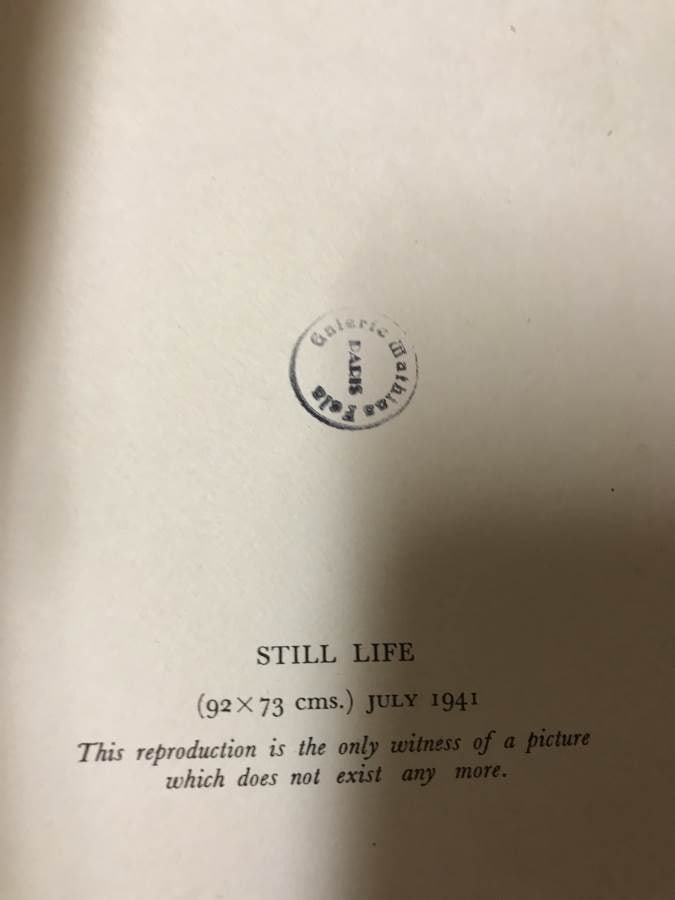 Galerie Mathias Fels
PARIS
STILL LIFE
(92 × 73 cms.) JULY 1941
This reproduction is the only witness of a picture
which does not exist any more.